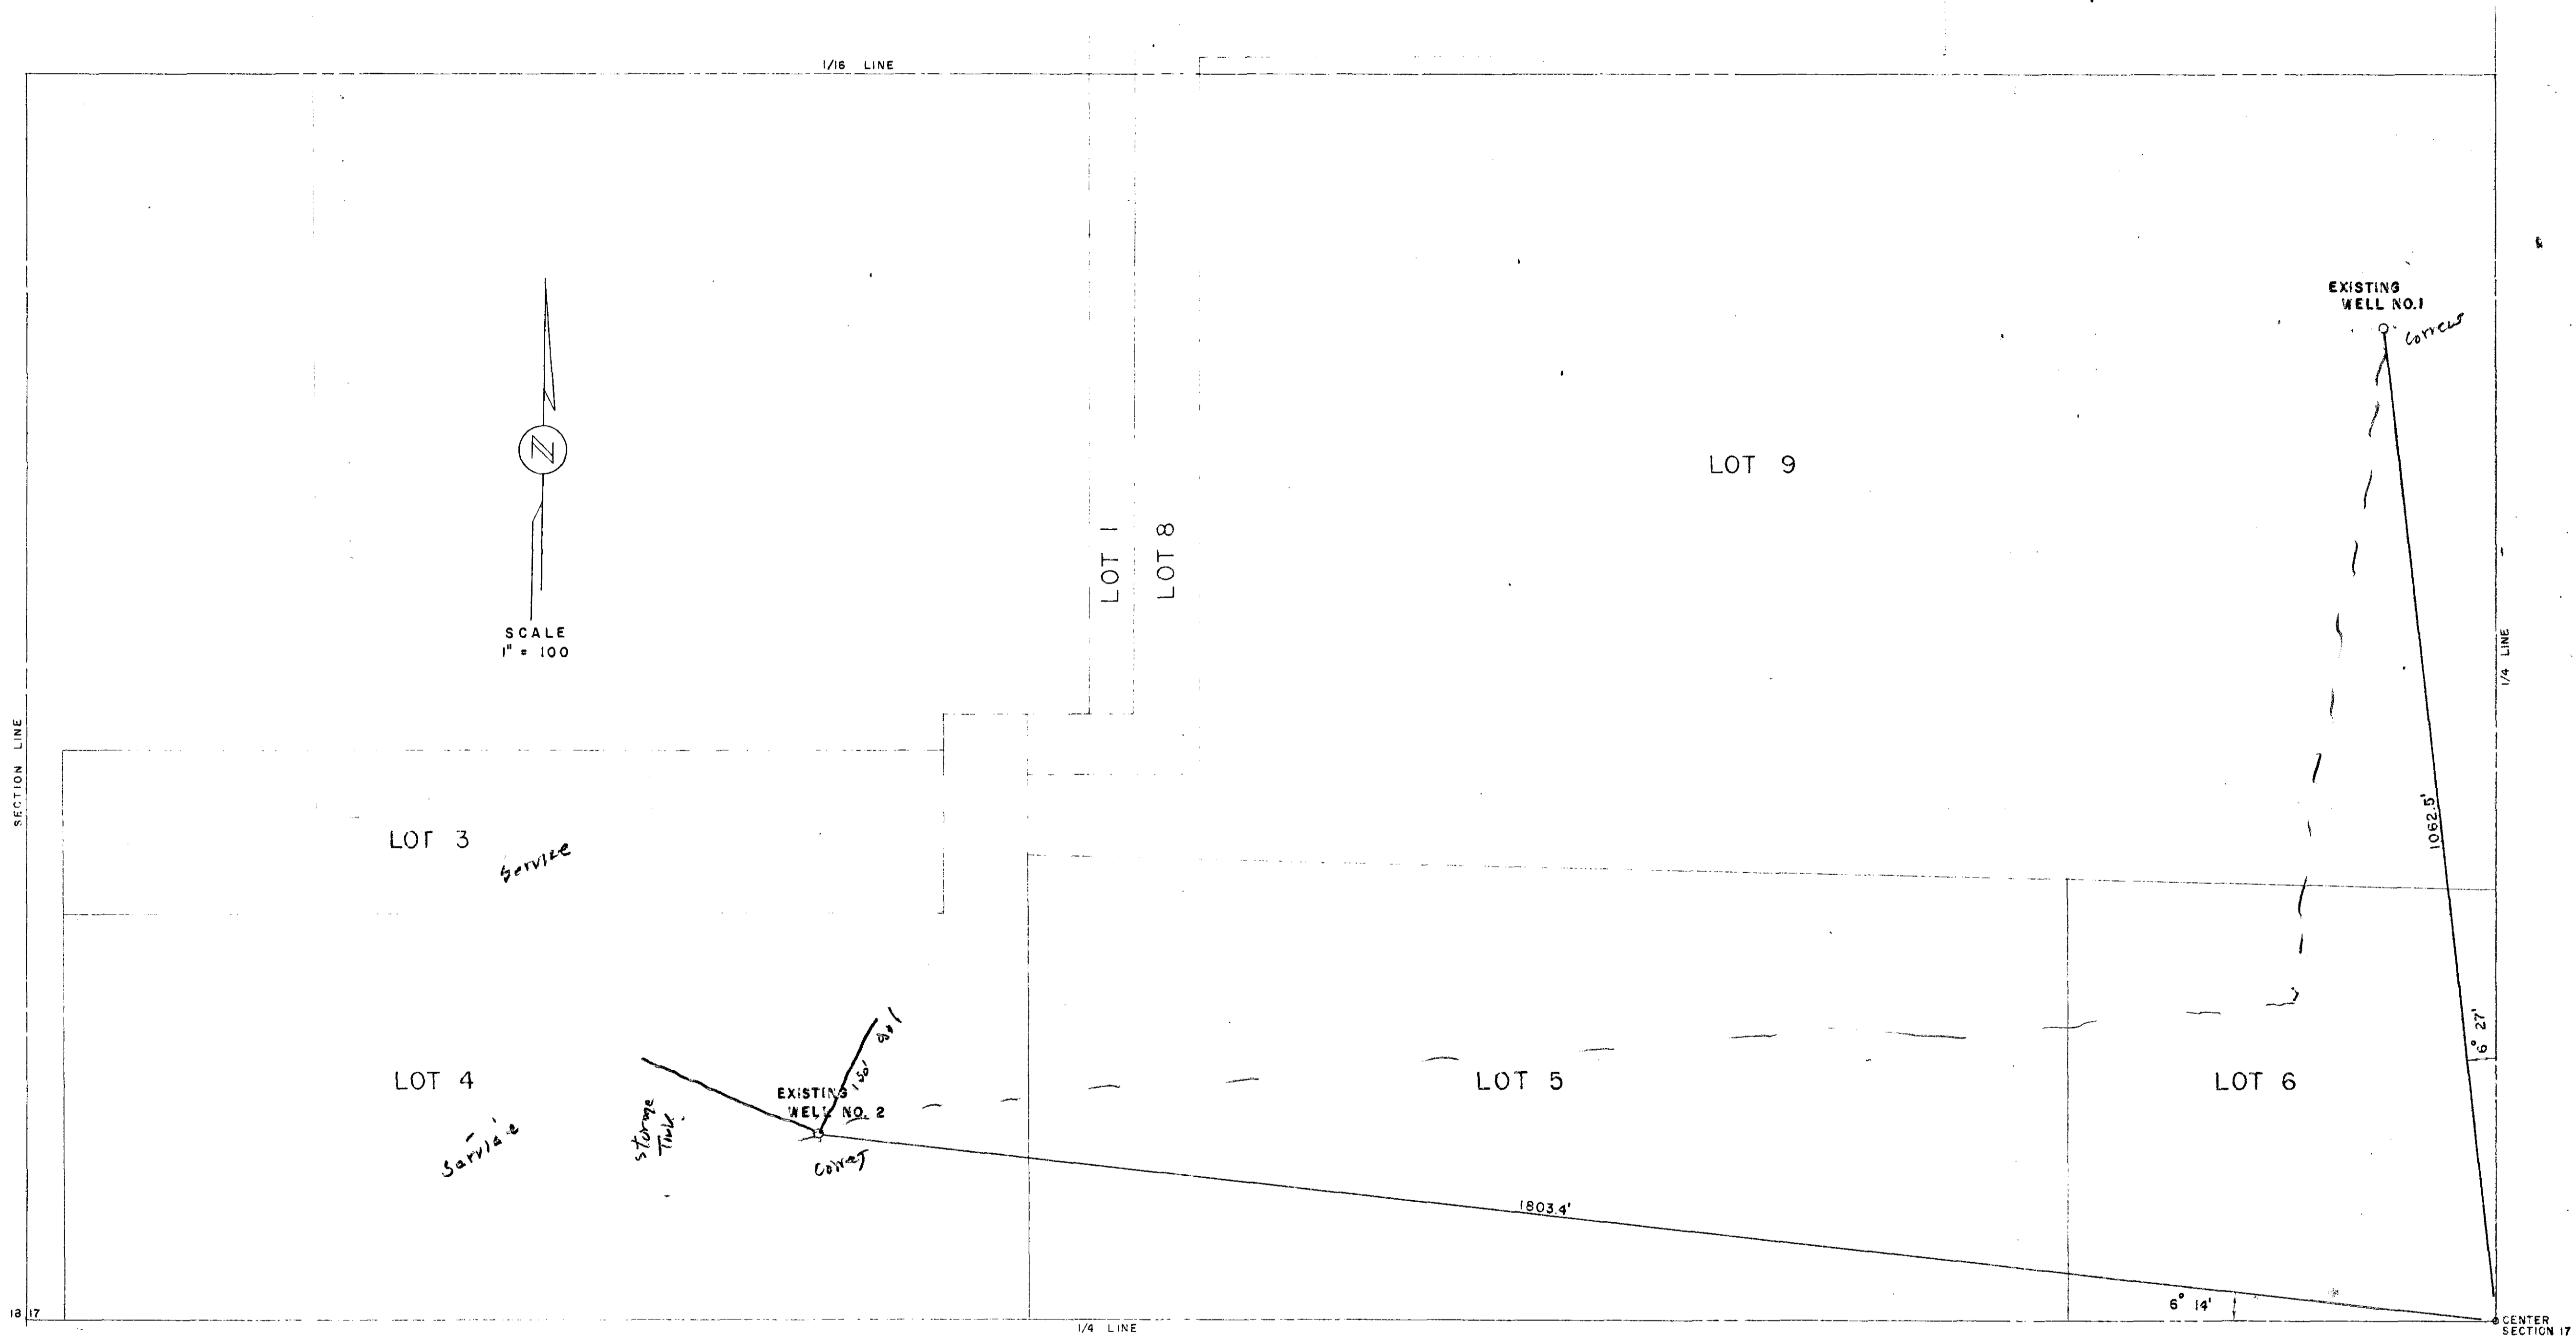 1/16 LINE
EXISTING
WELL NO.1
LOT 9
LOT 1
LOT 8
SCALE
1" = 100
1/4 LINE
SECTION LINE
1062.5'
LOT 3
Service
6° 27'
LOT 4
150'
EXISTING
WELL NO. 2
LOT 5
LOT 6
storage
Tank
Service
1803.4'
6° 14'
18 17
1/4 LINE
CENTER
SECTION 17
N